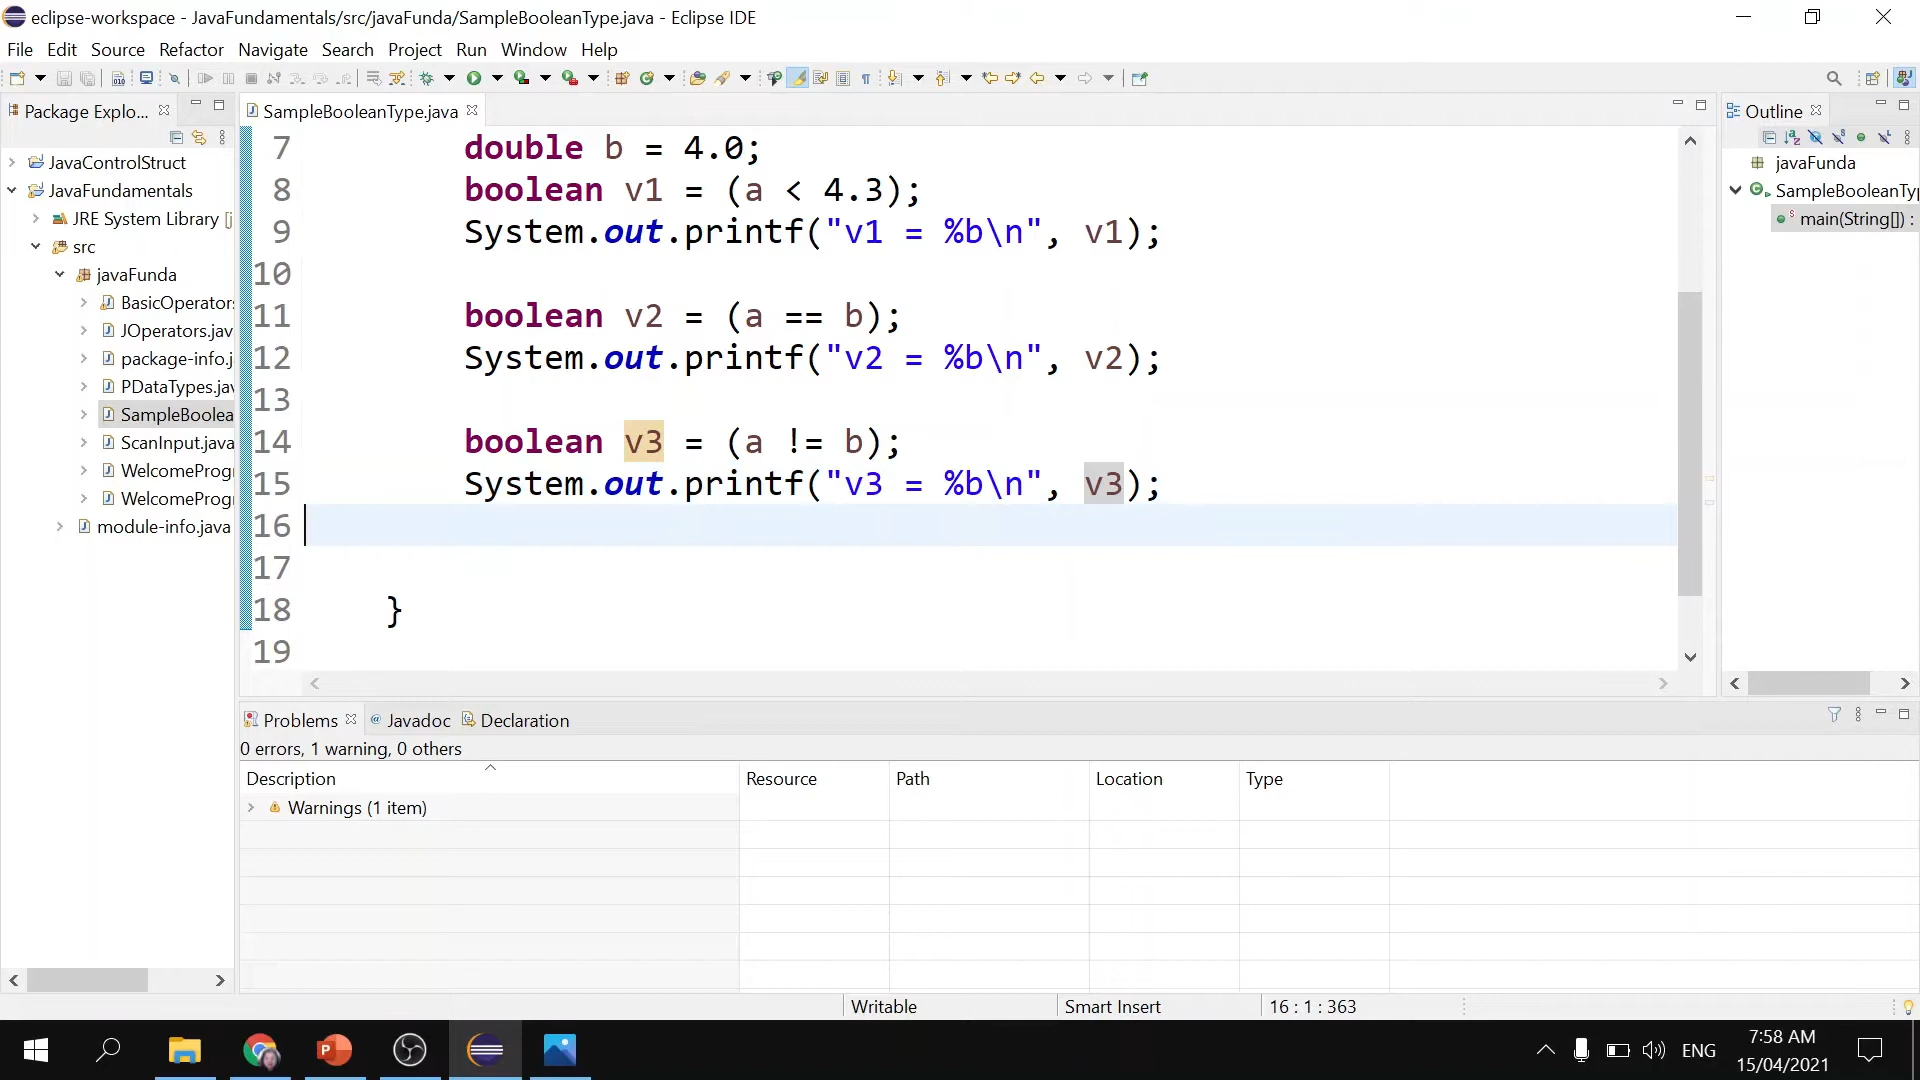 eclipse-workspace - JavaFundamentals/src/javaFunda/SampleBooleanType.java - Eclipse IDE
File Edit Source Refactor Navigate Search Project Run Window Help
Package Explo...
JavaControlStruct
JavaFundamentals
JRE System Library [j
src
javaFunda
BasicOperator
JOperators.jav
package-info.j
PDataTypes.jav
SampleBoolea
ScanInput.java
WelcomeProgr
WelcomeProgr
module-info.java
SampleBooleanType.java
7 double b = 4.0;
8 boolean v1 = (a < 4.3);
9 System.out.printf("v1 = %b\n", v1);
10
11 boolean v2 = (a == b);
12 System.out.printf("v2 = %b\n", v2);
13
14 boolean v3 = (a != b);
15 System.out.printf("v3 = %b\n", v3);
16
17
18 }
19
Outline
javaFunda
SampleBooleanTyp
main(String[]) :
Problems @ Javadoc Declaration
0 errors, 1 warning, 0 others
Description Resource Path Location Type
Warnings (1 item)
Writable Smart Insert 16 : 1 : 363
ENG 7:58 AM
15/04/2021